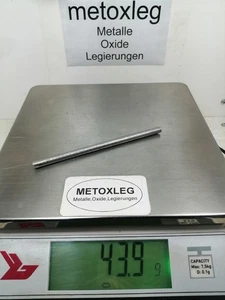 metoxleg
Metalle
Oxide
Legierungen
METOXLEG
Metalle,Oxide,Legierungen
43.9 g
CAPACITY
Max: 7,5kg
d: 0.1g